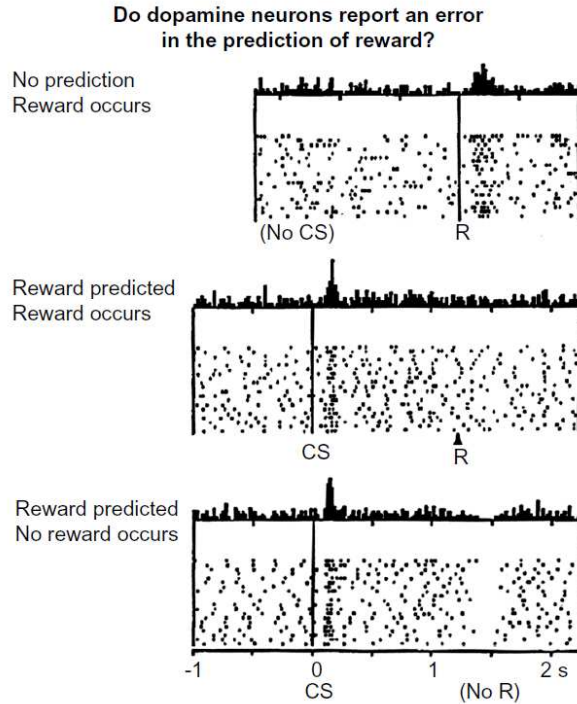 Do dopamine neurons report an error
in the prediction of reward?
No prediction
Reward occurs
(No CS) R
Reward predicted
Reward occurs
CS R
Reward predicted
No reward occurs
-1 0 1 2 s
CS (No R)